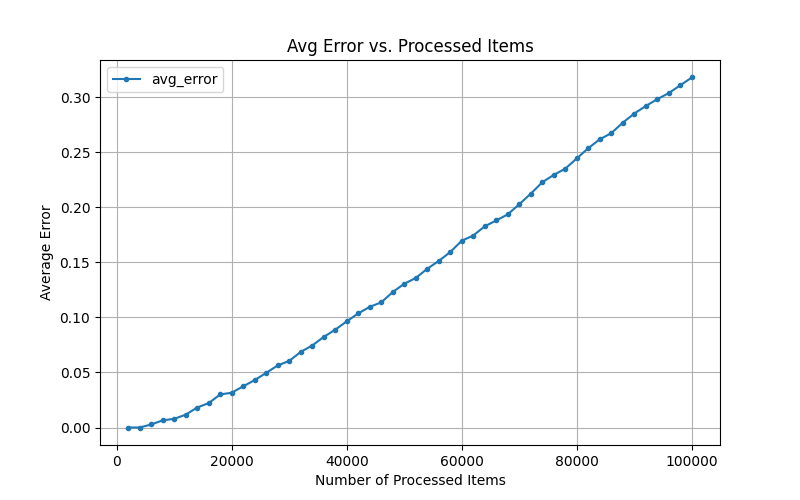 Avg Error vs. Processed Items
avg_error
0.30
0.25
0.20
0.15
0.10
0.05
0.00
Average Error
0 20000 40000 60000 80000 100000
Number of Processed Items